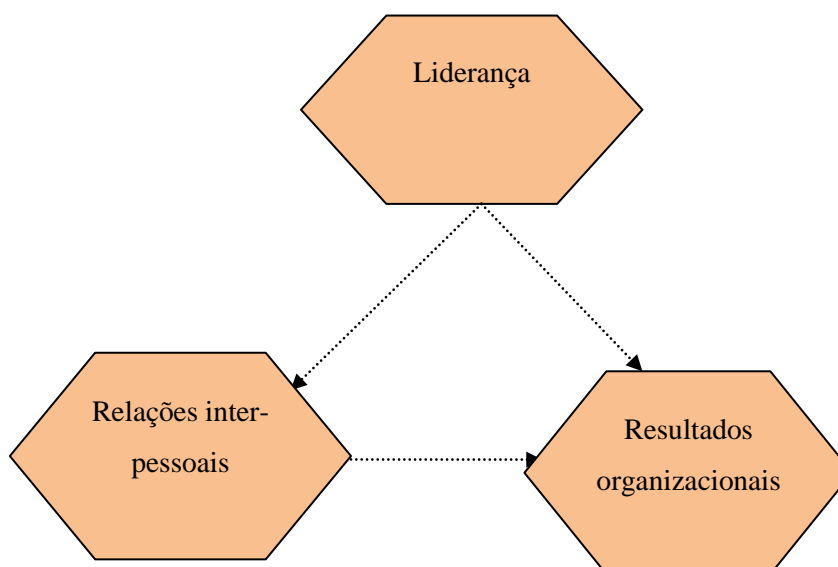 Liderança
Relações inter-
pessoais
Resultados
organizacionais